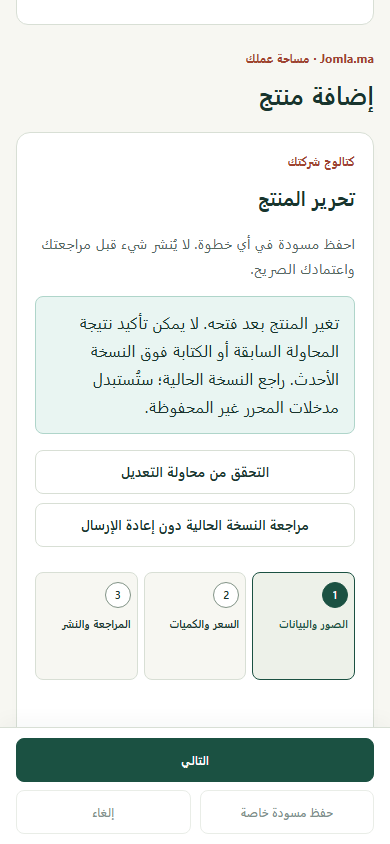 Jomla.ma · مساحة عملك
إضافة منتج
كتالوج شركتك
تحرير المنتج
احفظ مسودة في أي خطوة. لا يُنشر شيء قبل مراجعتك
واعتمادك الصريح.
تغير المنتج بعد فتحه. لا يمكن تأكيد نتيجة
المحاولة السابقة أو الكتابة فوق النسخة
الأحدث. راجع النسخة الحالية؛ ستُستبدل
مدخلات المحرر غير المحفوظة.
التحقق من محاولة التعديل
مراجعة النسخة الحالية دون إعادة الإرسال
1
الصور والبيانات
2
السعر والكميات
3
المراجعة والنشر
التالي
حفظ مسودة خاصة
إلغاء